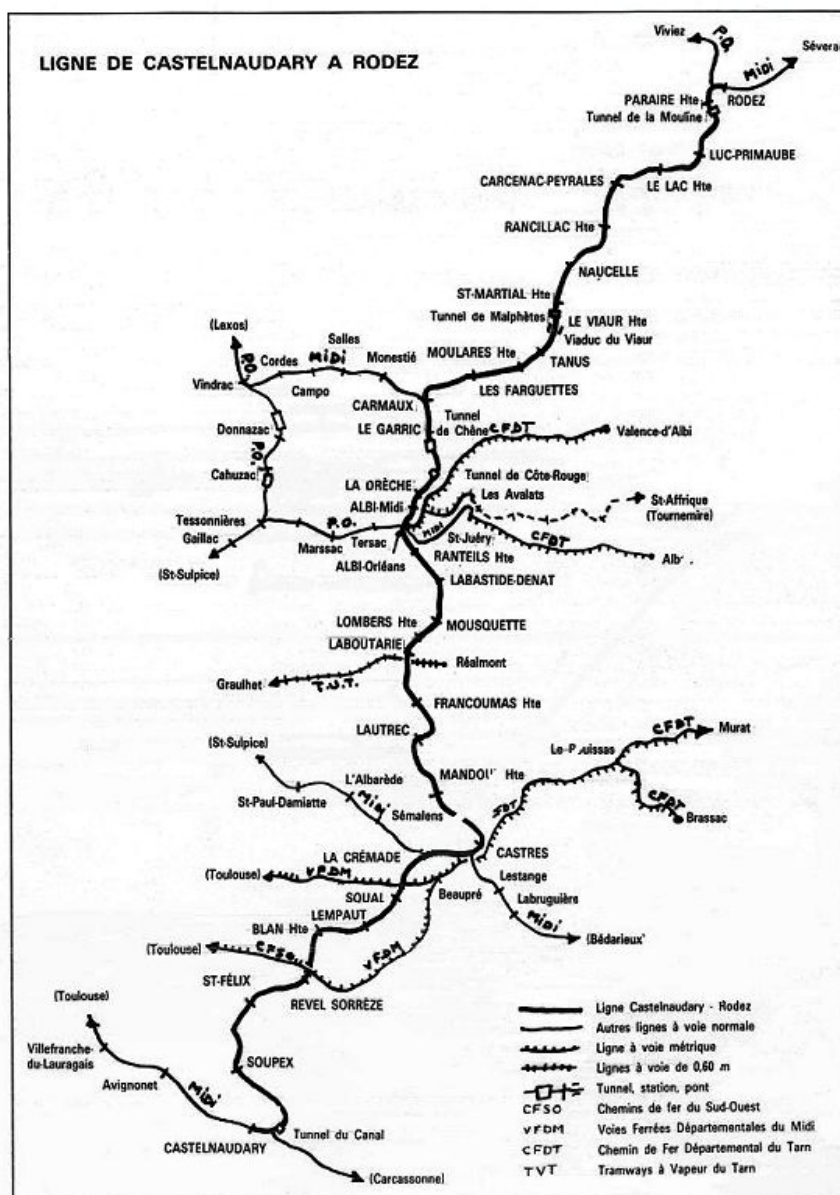 LIGNE DE CASTELNAUDARY A RODEZ
Viviez
P.O.
MIDI
Séverac
PARAIRE Hte
RODEZ
Tunnel de la Mouline
LUC-PRIMAUBE
CARCENAC-PEYRALES
LE LAC Hte
RANCILLAC Hte
NAUCELLE
ST-MARTIAL Hte
Tunnel de Malphètes
LE VIAUR Hte
Viaduc du Viaur
(Lexos)
Salles
Cordes
MIDI
Monestié
MOULARES Hte
TANUS
P.O.
Vindrac
Campo
LES FARGUETTES
CARMAUX
Donnazac
LE GARRIC
Tunnel
de Chêne
CFDT
Valence-d'Albi
P.O.
Cahuzac
LA DRÈCHE
Tunnel de Côte-Rouge
Les Avalats
ALBI-Midi
St-Affrique
(Tournemire)
Tessonnières
P.O.
MIDI
St-Juéry
CFDT
Gaillac
Marssac
Tersac
RANTEILS Hte
Alb
(St-Sulpice)
ALBI-Orléans
LABASTIDE-DENAT
LOMBERS Hte
MOUSQUETTE
LABOUTARIE
Réalmont
Graulhet
T.V.T.
FRANCOUMAS Hte
LAUTREC
CFDT
Murat
(St-Sulpice)
L'Albarède
MANDOU Hte
St-Paul-Damiatte
MIDI
Sémalens
FDT
CFDT
Brassac
LA CRÉMADE
CASTRES
(Toulouse)
VFDM
Lestange
SOUAL
Beaupré
Labruguière
LEMPAUT
MIDI
BLAN Hte
(Bédarieux
(Toulouse)
CFSO
VFDM
ST-FÉLIX
REVEL SORRÈZE
(Toulouse)
Ligne Castelnaudary - Rodez
Autres lignes à voie normale
Villefranche-
du-Lauragais
Ligne à voie métrique
SOUPEX
Lignes à voie de 0,60 m
Avignonet
MIDI
Tunnel, station, pont
CFSO Chemins de fer du Sud-Ouest
VFDM Voies Ferrées Départementales du Midi
CASTELNAUDARY
Tunnel du Canal
CFDT Chemin de Fer Départemental du Tarn
TVT Tramways à Vapeur du Tarn
(Carcassonne)